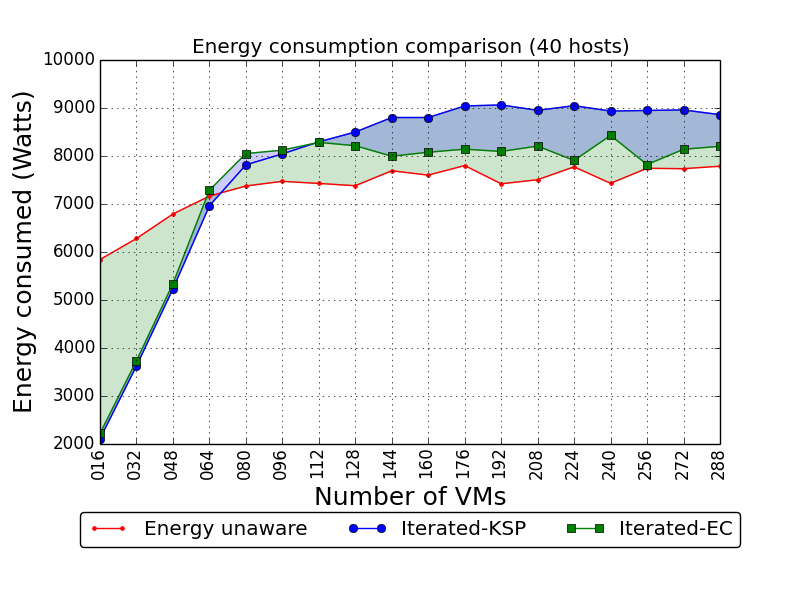 Energy consumption comparison (40 hosts)
Energy consumed (Watts)
10000
9000
8000
7000
6000
5000
4000
3000
2000
016 032 048 064 080 096 112 128 144 160 176 192 208 224 240 256 272 288
Number of VMs
Energy unaware Iterated-KSP Iterated-EC